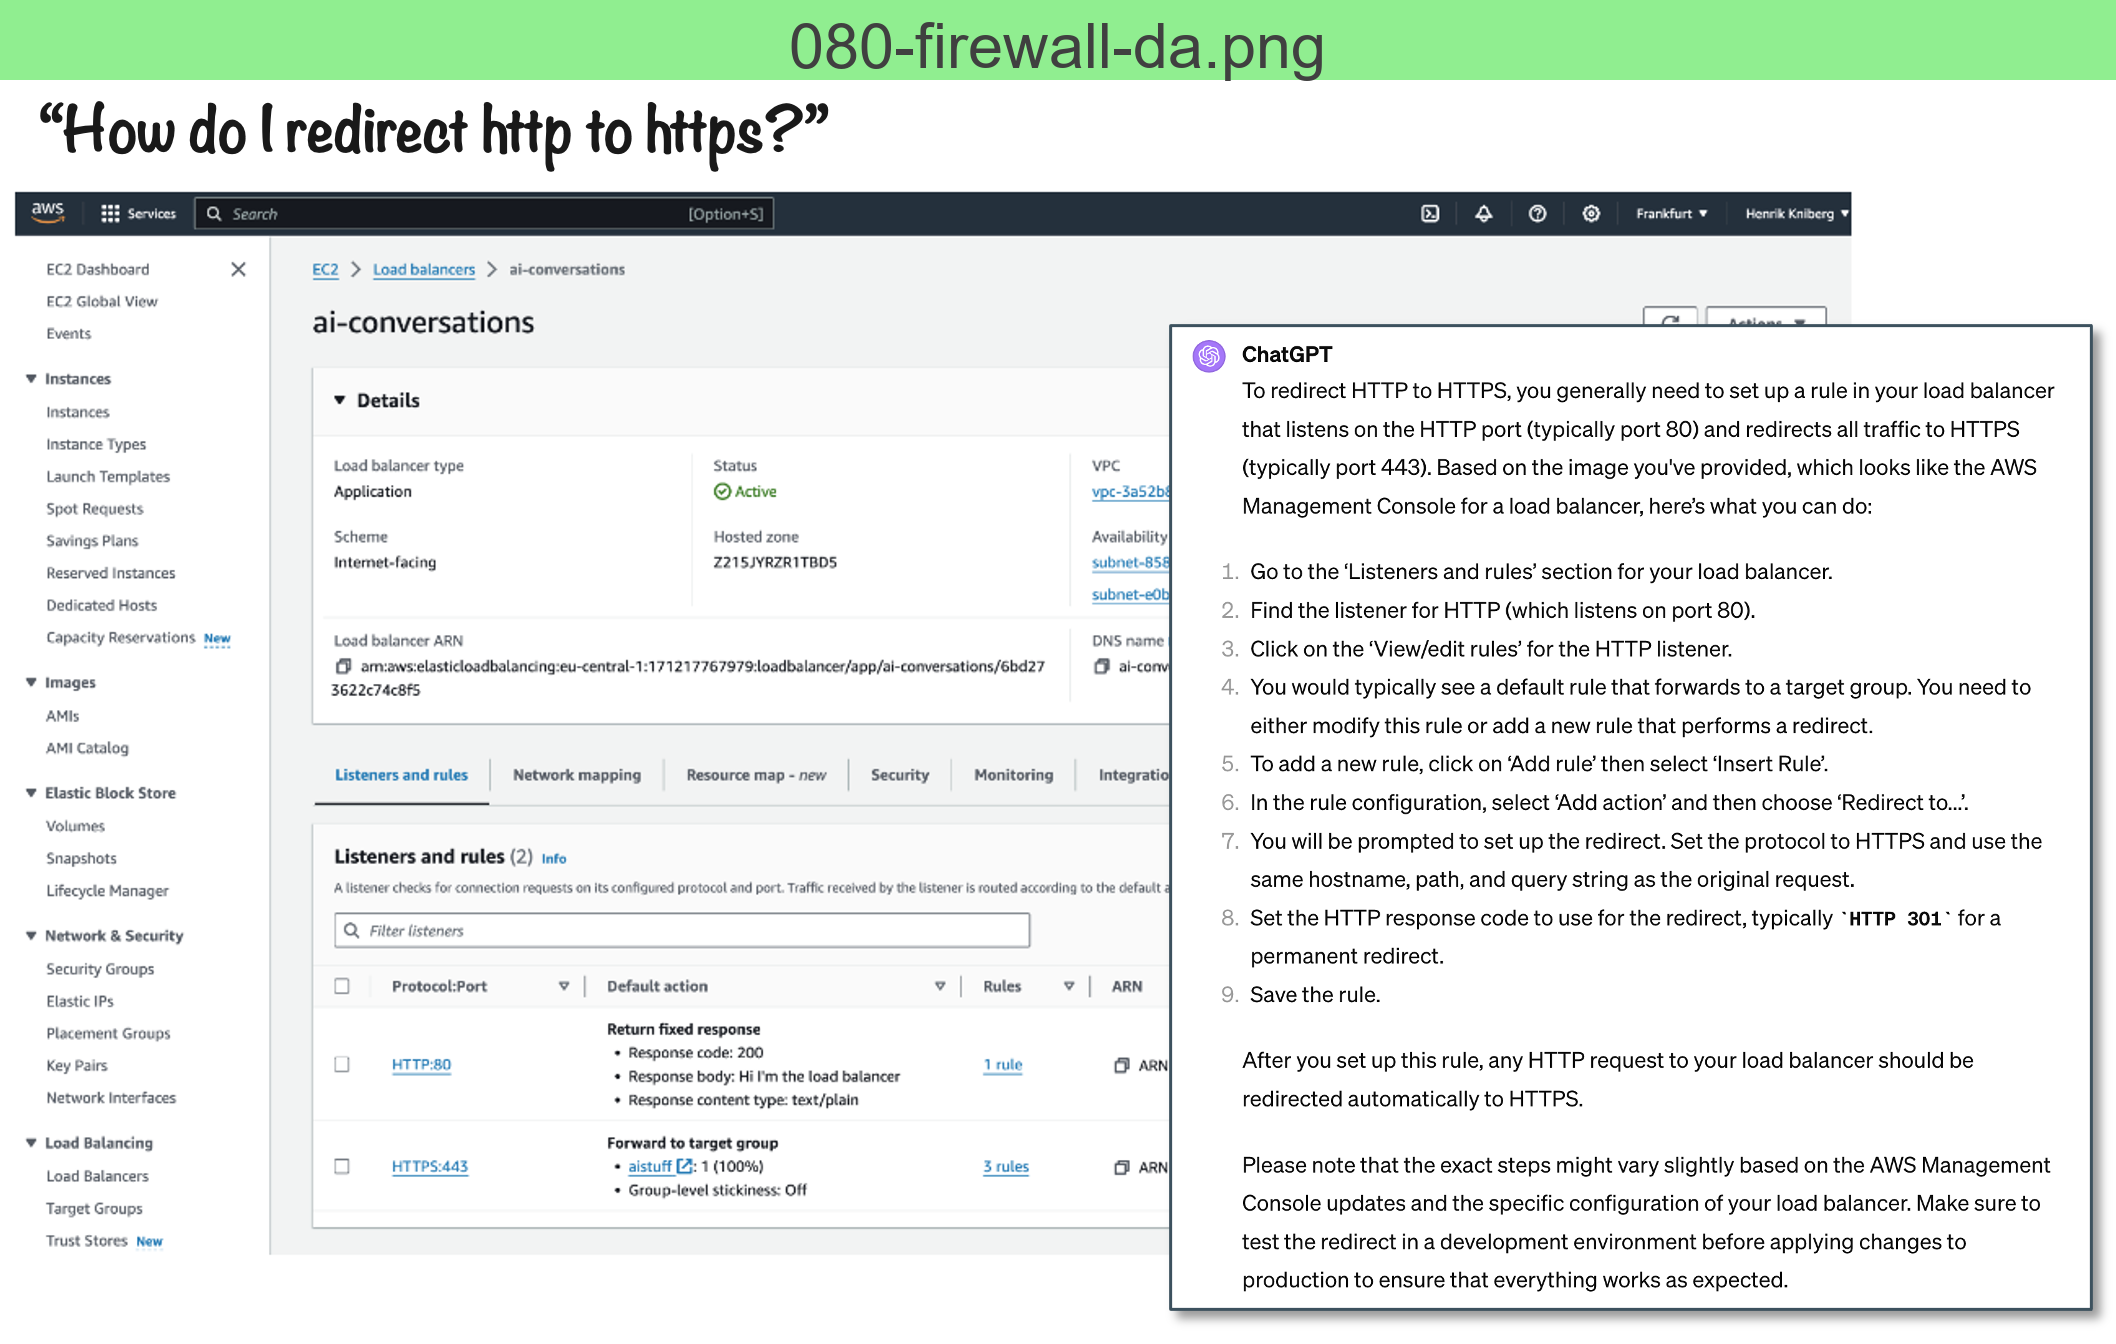 080-firewall-da.png
“How do I redirect http to https?”
aws Services Search [Option+S] Frankfurt Henrik Kniberg
EC2 Dashboard
EC2 Global View
Events
Instances
Instances
Instance Types
Launch Templates
Spot Requests
Savings Plans
Reserved Instances
Dedicated Hosts
Capacity Reservations New
Images
AMIs
AMI Catalog
Elastic Block Store
Volumes
Snapshots
Lifecycle Manager
Network & Security
Security Groups
Elastic IPs
Placement Groups
Key Pairs
Network Interfaces
Load Balancing
Load Balancers
Target Groups
Trust Stores New
EC2 > Load balancers > ai-conversations
ai-conversations
Actions
Details
Load balancer type
Application
Status
Active
VPC
vpc-3a52b8
Scheme
Internet-facing
Hosted zone
Z215JYRZR1TBD5
Availability
subnet-858
subnet-e0b
Load balancer ARN
arn:aws:elasticloadbalancing:eu-central-1:171217767979:loadbalancer/app/ai-conversations/6bd27
3622c74c8f5
DNS name
ai-conv
Listeners and rules Network mapping Resource map - new Security Monitoring Integratio
Listeners and rules (2) Info
A listener checks for connection requests on its configured protocol and port. Traffic received by the listener is routed according to the default a
Filter listeners
Protocol:Port Default action Rules ARN
HTTP:80
Return fixed response
• Response code: 200
• Response body: Hi I'm the load balancer
• Response content type: text/plain
1 rule
ARN
HTTPS:443
Forward to target group
• aistuff : 1 (100%)
• Group-level stickiness: Off
3 rules
ARN
ChatGPT
To redirect HTTP to HTTPS, you generally need to set up a rule in your load balancer
that listens on the HTTP port (typically port 80) and redirects all traffic to HTTPS
(typically port 443). Based on the image you've provided, which looks like the AWS
Management Console for a load balancer, here’s what you can do:
1. Go to the ‘Listeners and rules’ section for your load balancer.
2. Find the listener for HTTP (which listens on port 80).
3. Click on the ‘View/edit rules’ for the HTTP listener.
4. You would typically see a default rule that forwards to a target group. You need to
either modify this rule or add a new rule that performs a redirect.
5. To add a new rule, click on ‘Add rule’ then select ‘Insert Rule’.
6. In the rule configuration, select ‘Add action’ and then choose ‘Redirect to...’.
7. You will be prompted to set up the redirect. Set the protocol to HTTPS and use the
same hostname, path, and query string as the original request.
8. Set the HTTP response code to use for the redirect, typically `HTTP 301` for a
permanent redirect.
9. Save the rule.
After you set up this rule, any HTTP request to your load balancer should be
redirected automatically to HTTPS.
Please note that the exact steps might vary slightly based on the AWS Management
Console updates and the specific configuration of your load balancer. Make sure to
test the redirect in a development environment before applying changes to
production to ensure that everything works as expected.